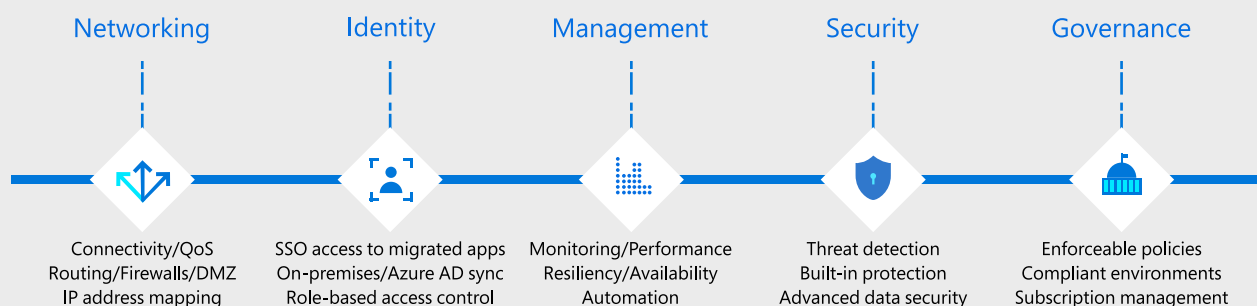 Networking
Identity
Management
Security
Governance
Connectivity/QoS
Routing/Firewalls/DMZ
IP address mapping
SSO access to migrated apps
On-premises/Azure AD sync
Role-based access control
Monitoring/Performance
Resiliency/Availability
Automation
Threat detection
Built-in protection
Advanced data security
Enforceable policies
Compliant environments
Subscription management